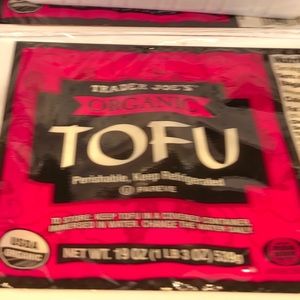 TRADER JOE'S
ORGANIC
TOFU
Perishable, Keep Refrigerated
U PAREVE
TO STORE: KEEP TOFU IN A COVERED CONTAINER
IMMERSED IN WATER. CHANGE THE WATER DAILY.
USDA
ORGANIC
NET WT. 19 OZ (1 LB 3 OZ) 539g